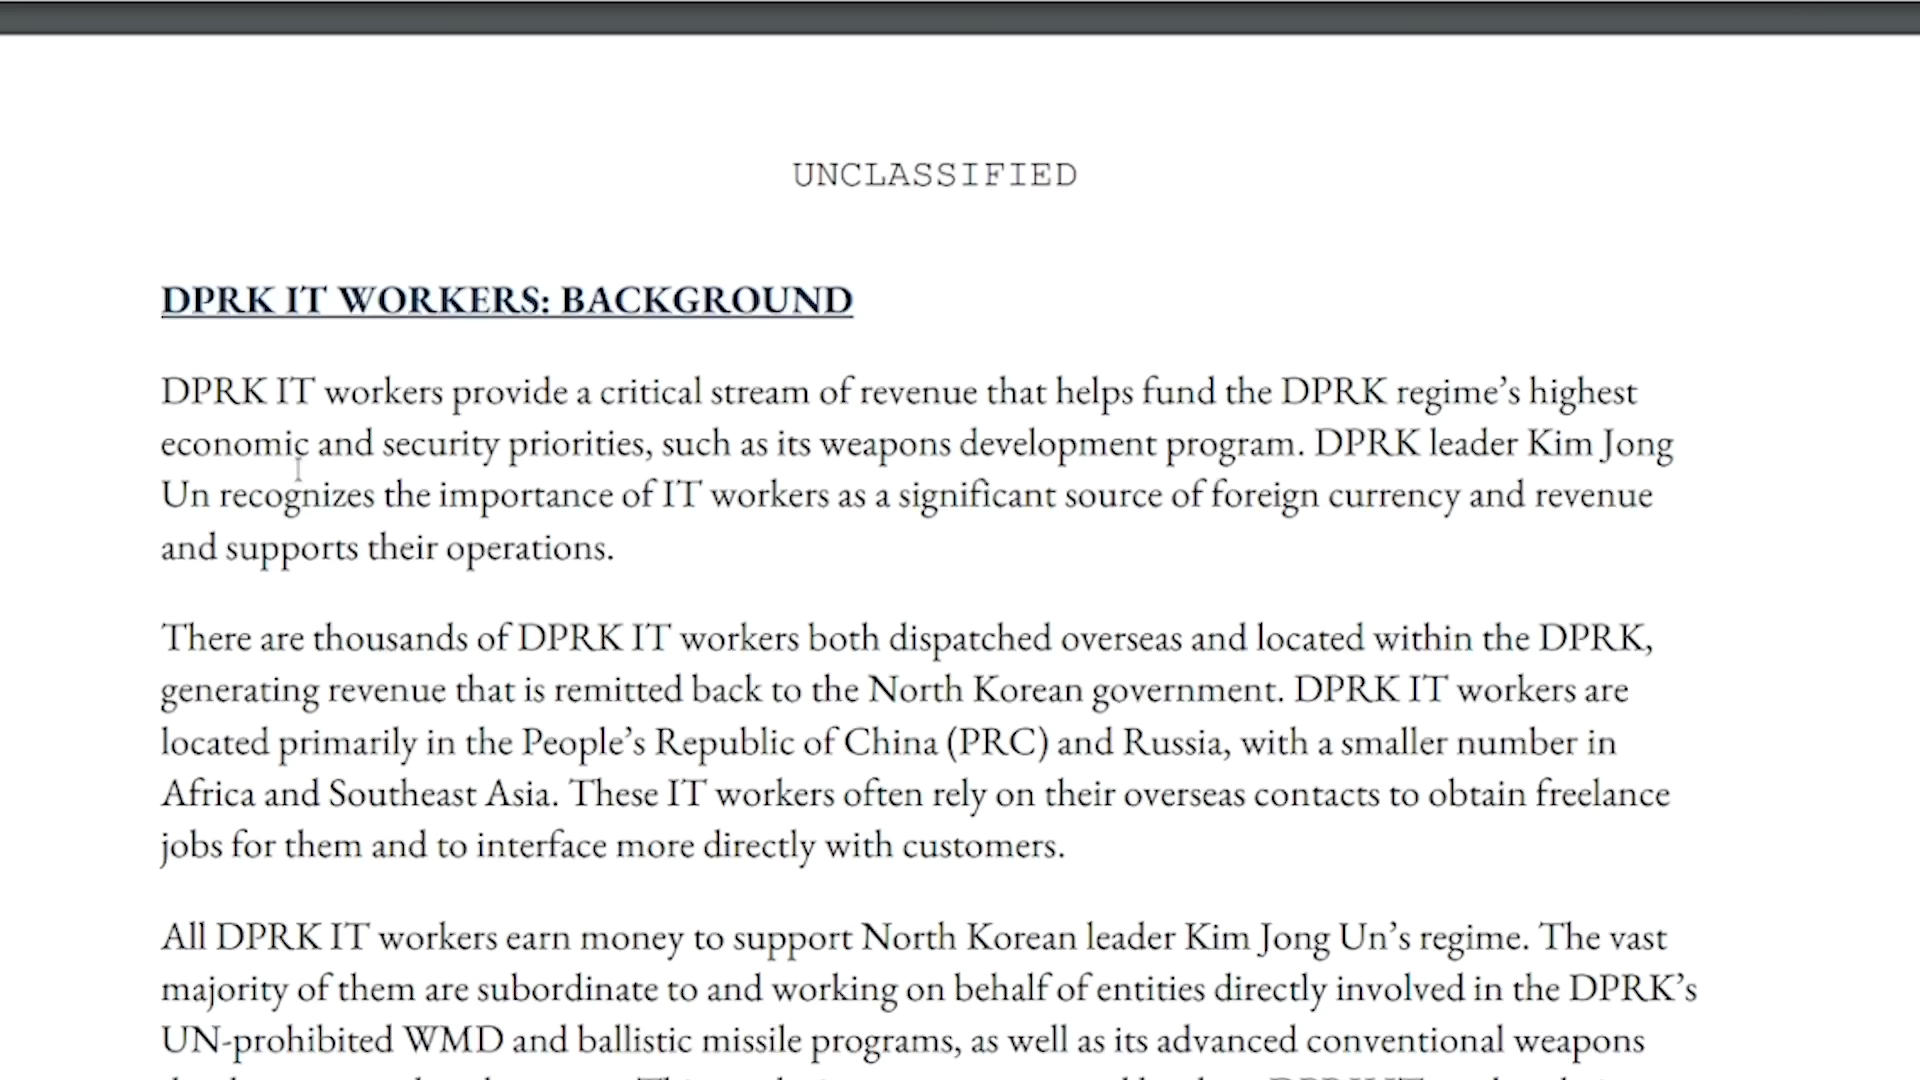 UNCLASSIFIED
DPRK IT WORKERS: BACKGROUND
DPRK IT workers provide a critical stream of revenue that helps fund the DPRK regime’s highest
economic and security priorities, such as its weapons development program. DPRK leader Kim Jong
Un recognizes the importance of IT workers as a significant source of foreign currency and revenue
and supports their operations.
There are thousands of DPRK IT workers both dispatched overseas and located within the DPRK,
generating revenue that is remitted back to the North Korean government. DPRK IT workers are
located primarily in the People’s Republic of China (PRC) and Russia, with a smaller number in
Africa and Southeast Asia. These IT workers often rely on their overseas contacts to obtain freelance
jobs for them and to interface more directly with customers.
All DPRK IT workers earn money to support North Korean leader Kim Jong Un’s regime. The vast
majority of them are subordinate to and working on behalf of entities directly involved in the DPRK’s
UN-prohibited WMD and ballistic missile programs, as well as its advanced conventional weapons